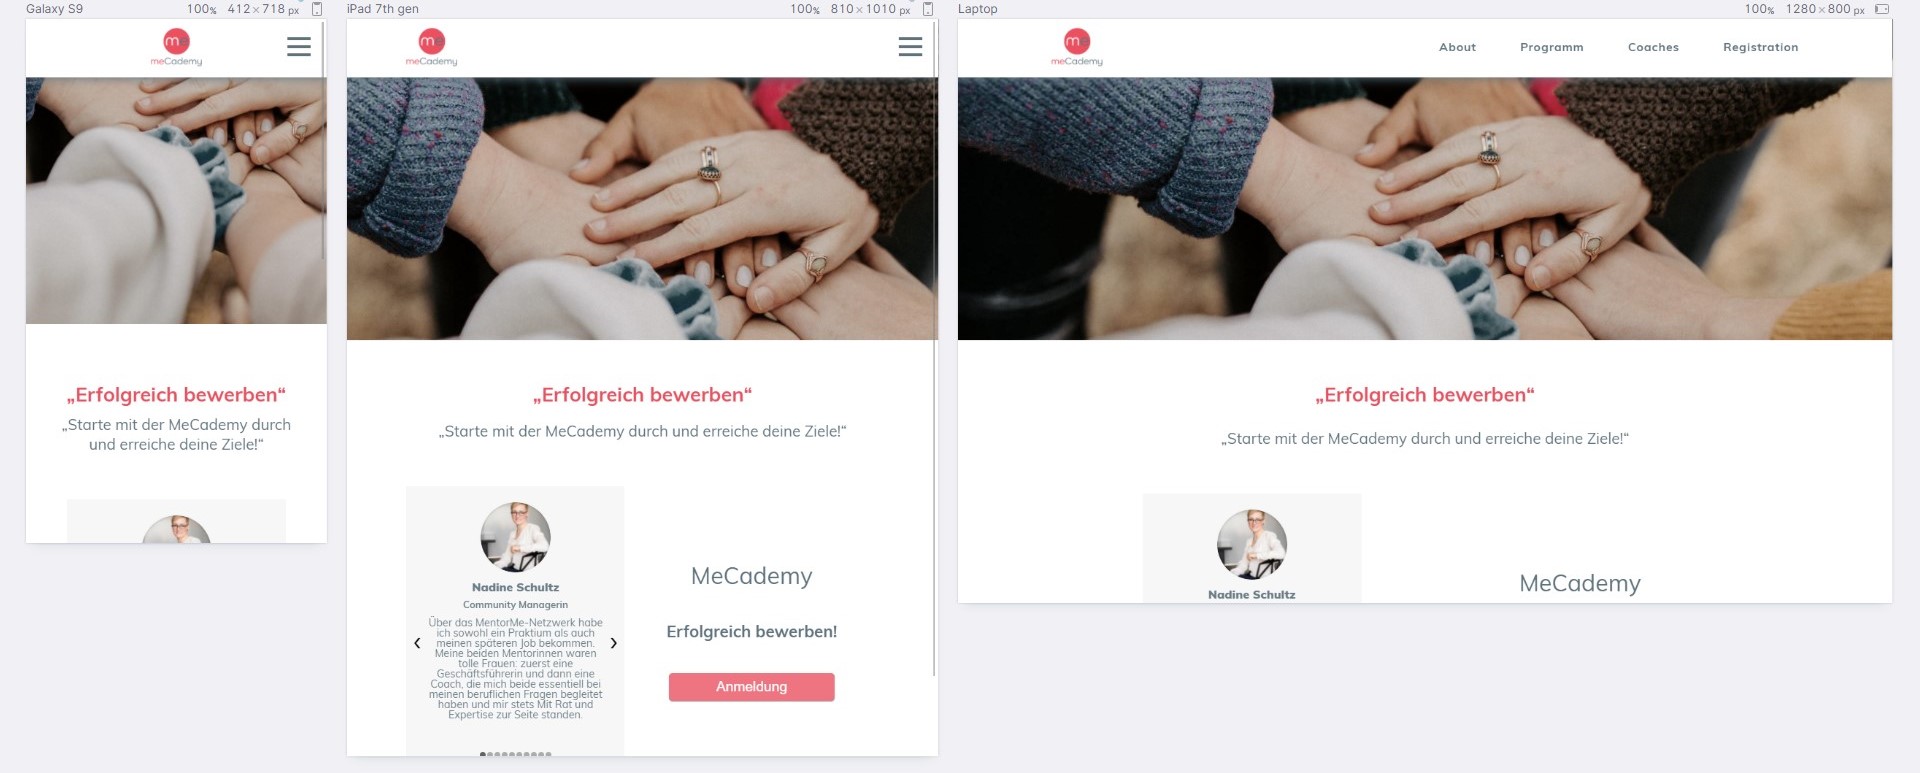 Galaxy S9
100% 412×718 px
me
meCademy
„Erfolgreich bewerben“
„Starte mit der MeCademy durch
und erreiche deine Ziele!“
iPad 7th gen
100% 810×1010 px
me
meCademy
„Erfolgreich bewerben“
„Starte mit der MeCademy durch und erreiche deine Ziele!“
Nadine Schultz
Community Managerin
Über das MentorMe-Netzwerk habe
ich sowohl ein Praktium als auch
meinen späteren Job bekommen.
Meine beiden Mentorinnen waren
tolle Frauen: zuerst eine
Geschäftsführerin und dann eine
Coach, die mich beide essentiell bei
meinen beruflichen Fragen begleitet
haben und mir stets Mit Rat und
Expertise zur Seite standen.
MeCademy
Erfolgreich bewerben!
Anmeldung
Laptop
100% 1280×800 px
me
meCademy
About
Programm
Coaches
Registration
„Erfolgreich bewerben“
„Starte mit der MeCademy durch und erreiche deine Ziele!“
Nadine Schultz
MeCademy